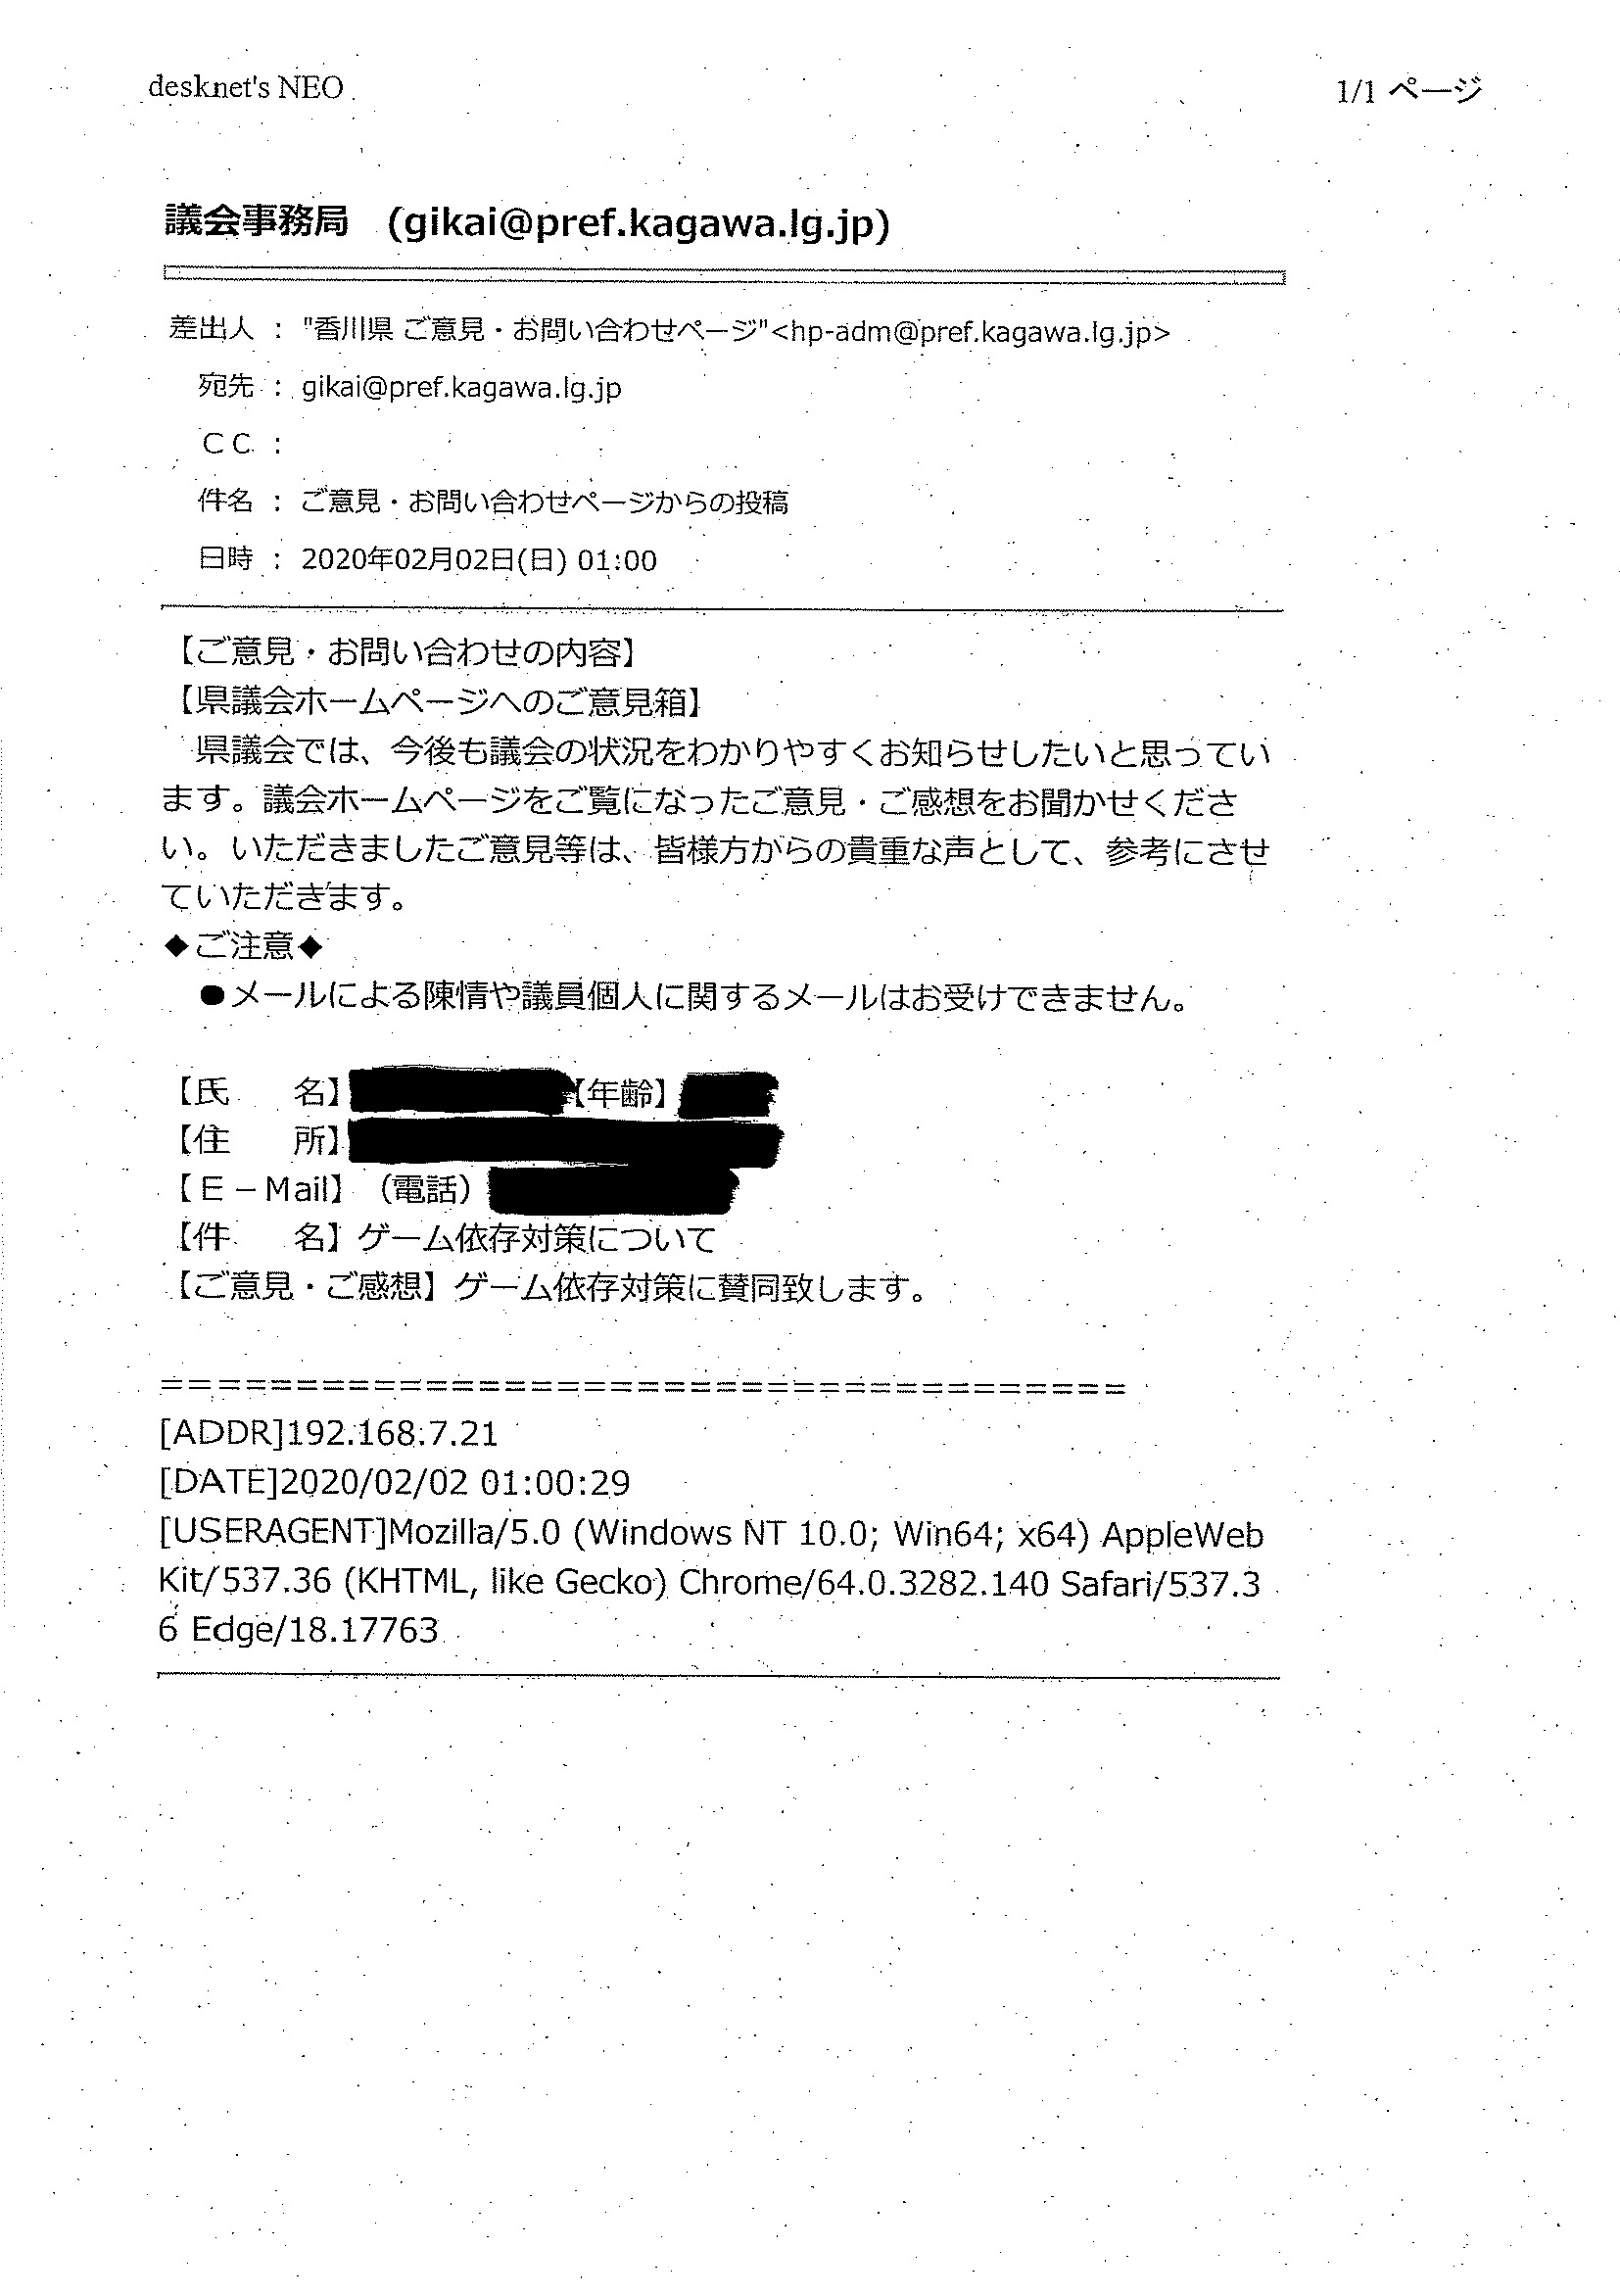 desknet's NEO
1/1 ページ
議会事務局 (gikai@pref.kagawa.lg.jp)
差出人 : "香川県 ご意見・お問い合わせページ"<hp-adm@pref.kagawa.lg.jp>
宛先 : gikai@pref.kagawa.lg.jp
ＣＣ :
件名 : ご意見・お問い合わせページからの投稿
日時 : 2020年02月02日(日) 01:00
【ご意見・お問い合わせの内容】
【県議会ホームページへのご意見箱】
県議会では、今後も議会の状況をわかりやすくお知らせしたいと思ってい
ます。議会ホームページをご覧になったご意見・ご感想をお聞かせくださ
い。いただきましたご意見等は、皆様方からの貴重な声として、参考にさせ
ていただきます。
◆ご注意◆
●メールによる陳情や議員個人に関するメールはお受けできません。
【氏　　名】【年齢】
【住　　所】
【Ｅ－Mail】（電話）
【件　　名】ゲーム依存対策について
【ご意見・ご感想】ゲーム依存対策に賛同致します。
=====================================
[ADDR]192.168.7.21
[DATE]2020/02/02 01:00:29
[USERAGENT]Mozilla/5.0 (Windows NT 10.0; Win64; x64) AppleWeb
Kit/537.36 (KHTML, like Gecko) Chrome/64.0.3282.140 Safari/537.3
6 Edge/18.17763